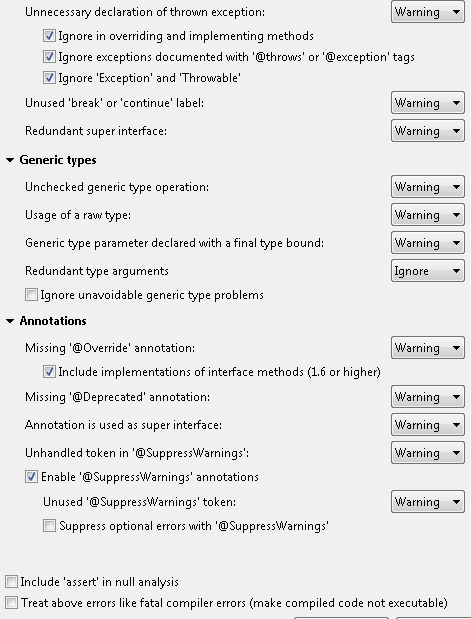 Unnecessary declaration of thrown exception: Warning
Ignore in overriding and implementing methods
Ignore exceptions documented with '@throws' or '@exception' tags
Ignore 'Exception' and 'Throwable'
Unused 'break' or 'continue' label: Warning
Redundant super interface: Warning
Generic types
Unchecked generic type operation: Warning
Usage of a raw type: Warning
Generic type parameter declared with a final type bound: Warning
Redundant type arguments Ignore
Ignore unavoidable generic type problems
Annotations
Missing '@Override' annotation: Warning
Include implementations of interface methods (1.6 or higher)
Missing '@Deprecated' annotation: Warning
Annotation is used as super interface: Warning
Unhandled token in '@SuppressWarnings': Warning
Enable '@SuppressWarnings' annotations
Unused '@SuppressWarnings' token: Warning
Suppress optional errors with '@SuppressWarnings'
Include 'assert' in null analysis
Treat above errors like fatal compiler errors (make compiled code not executable)